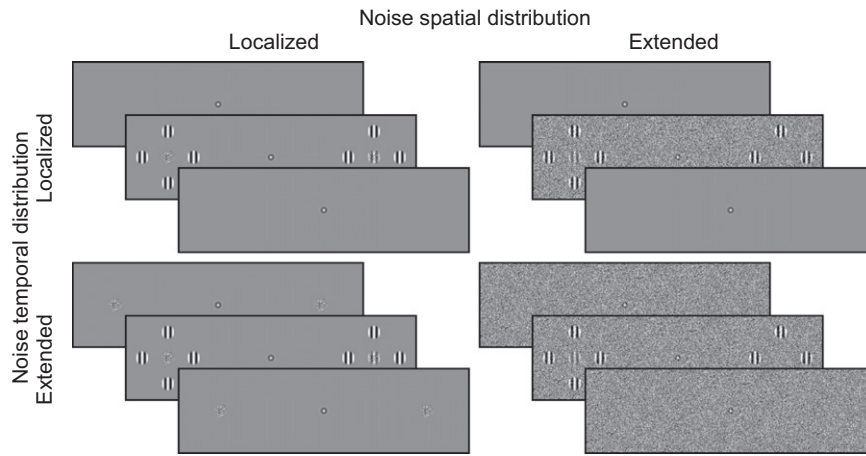 Noise spatial distribution
Localized Extended
Noise temporal distribution
Localized
Extended